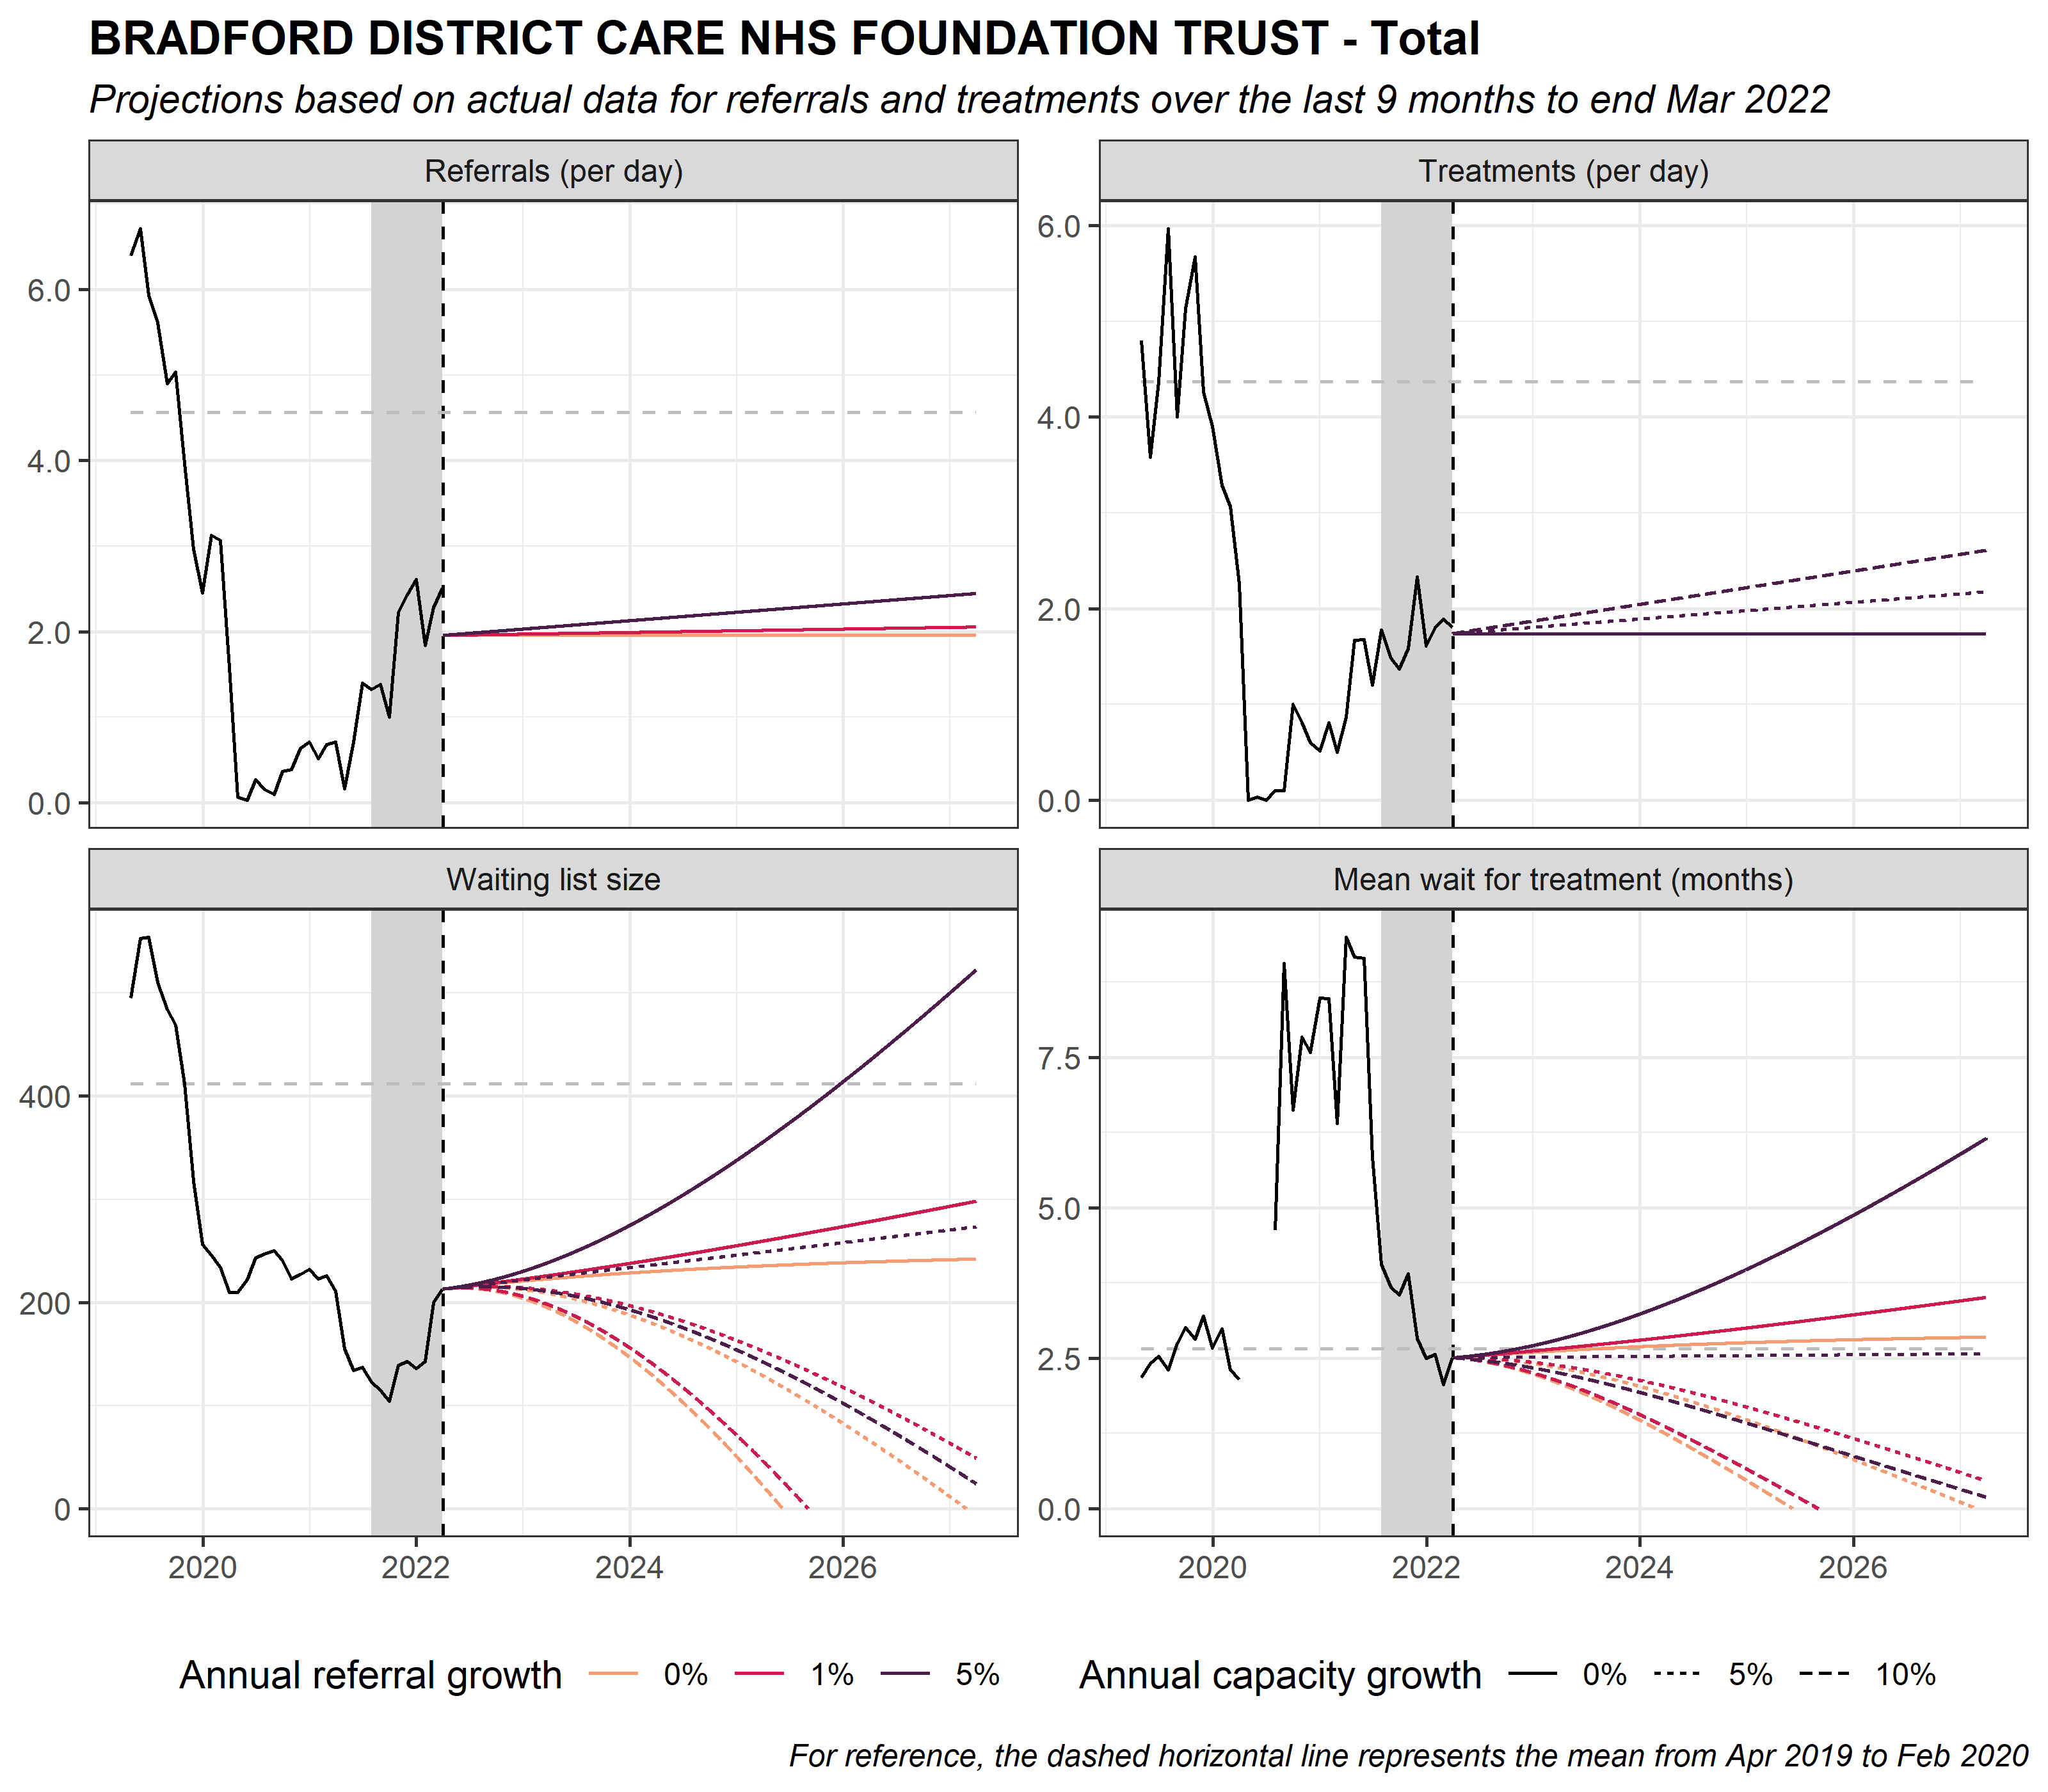 BRADFORD DISTRICT CARE NHS FOUNDATION TRUST - Total
Projections based on actual data for referrals and treatments over the last 9 months to end Mar 2022
Referrals (per day)
6.0
4.0
2.0
0.0
Treatments (per day)
6.0
4.0
2.0
0.0
Waiting list size
400
200
0
2020 2022 2024 2026
Mean wait for treatment (months)
7.5
5.0
2.5
0.0
2020 2022 2024 2026
Annual referral growth 0% 1% 5%
Annual capacity growth 0% 5% 10%
For reference, the dashed horizontal line represents the mean from Apr 2019 to Feb 2020